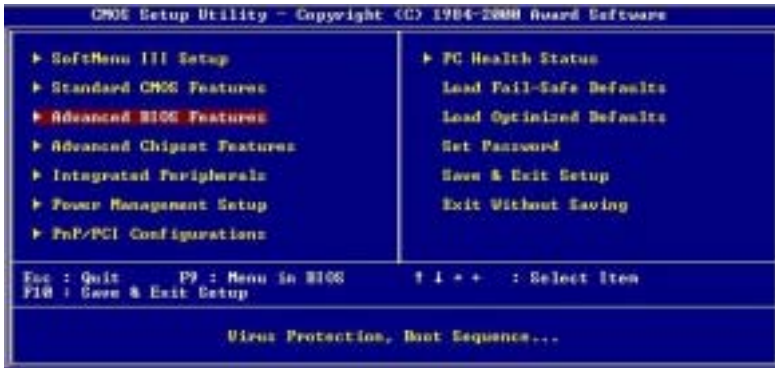 CMOS Setup Utility - Copyright (C) 1984-2000 Award Software
▶ SoftMenu III Setup
▶ Standard CMOS Features
▶ Advanced BIOS Features
▶ Advanced Chipset Features
▶ Integrated Peripherals
▶ Power Management Setup
▶ PnP/PCI Configurations
▶ PC Health Status
Load Fail-Safe Defaults
Load Optimized Defaults
Set Password
Save & Exit Setup
Exit Without Saving
Esc : Quit F9 : Menu in BIOS ↑ ↓ → ← : Select Item
F10 : Save & Exit Setup
Virus Protection, Boot Sequence...